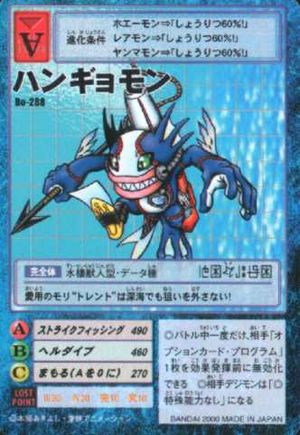 A
進化条件
ホエーモン⇒「しょうりつ60%!」
レアモン⇒「しょうりつ60%!」
ヤンマモン⇒「しょうりつ60%!」
ハンギョモン
Bo-288
完全体
水棲獣人型・データ種
愛用のモリ"トレント"は深海でも狙いを外さない!
A ストライクフィッシング 490
B ヘルダイブ 460
C まもる(Aを0に) 270
◎バトル中一度だけ、相手「オ
プションカード・プログラム」
1枚を効果発揮前に無効化
できる ◎相手デジモンは「◎
特殊能力なし」になる
LOST
POINT
BANDAI 2000 MADE IN JAPAN